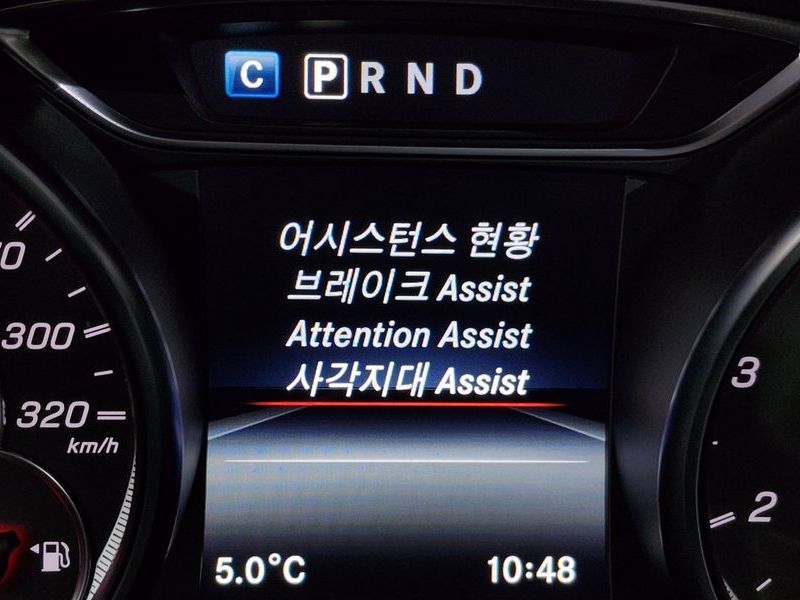 C P R N D
어시스턴스 현황
브레이크 Assist
Attention Assist
사각지대 Assist
300
320
km/h
3
2
5.0°C
10:48